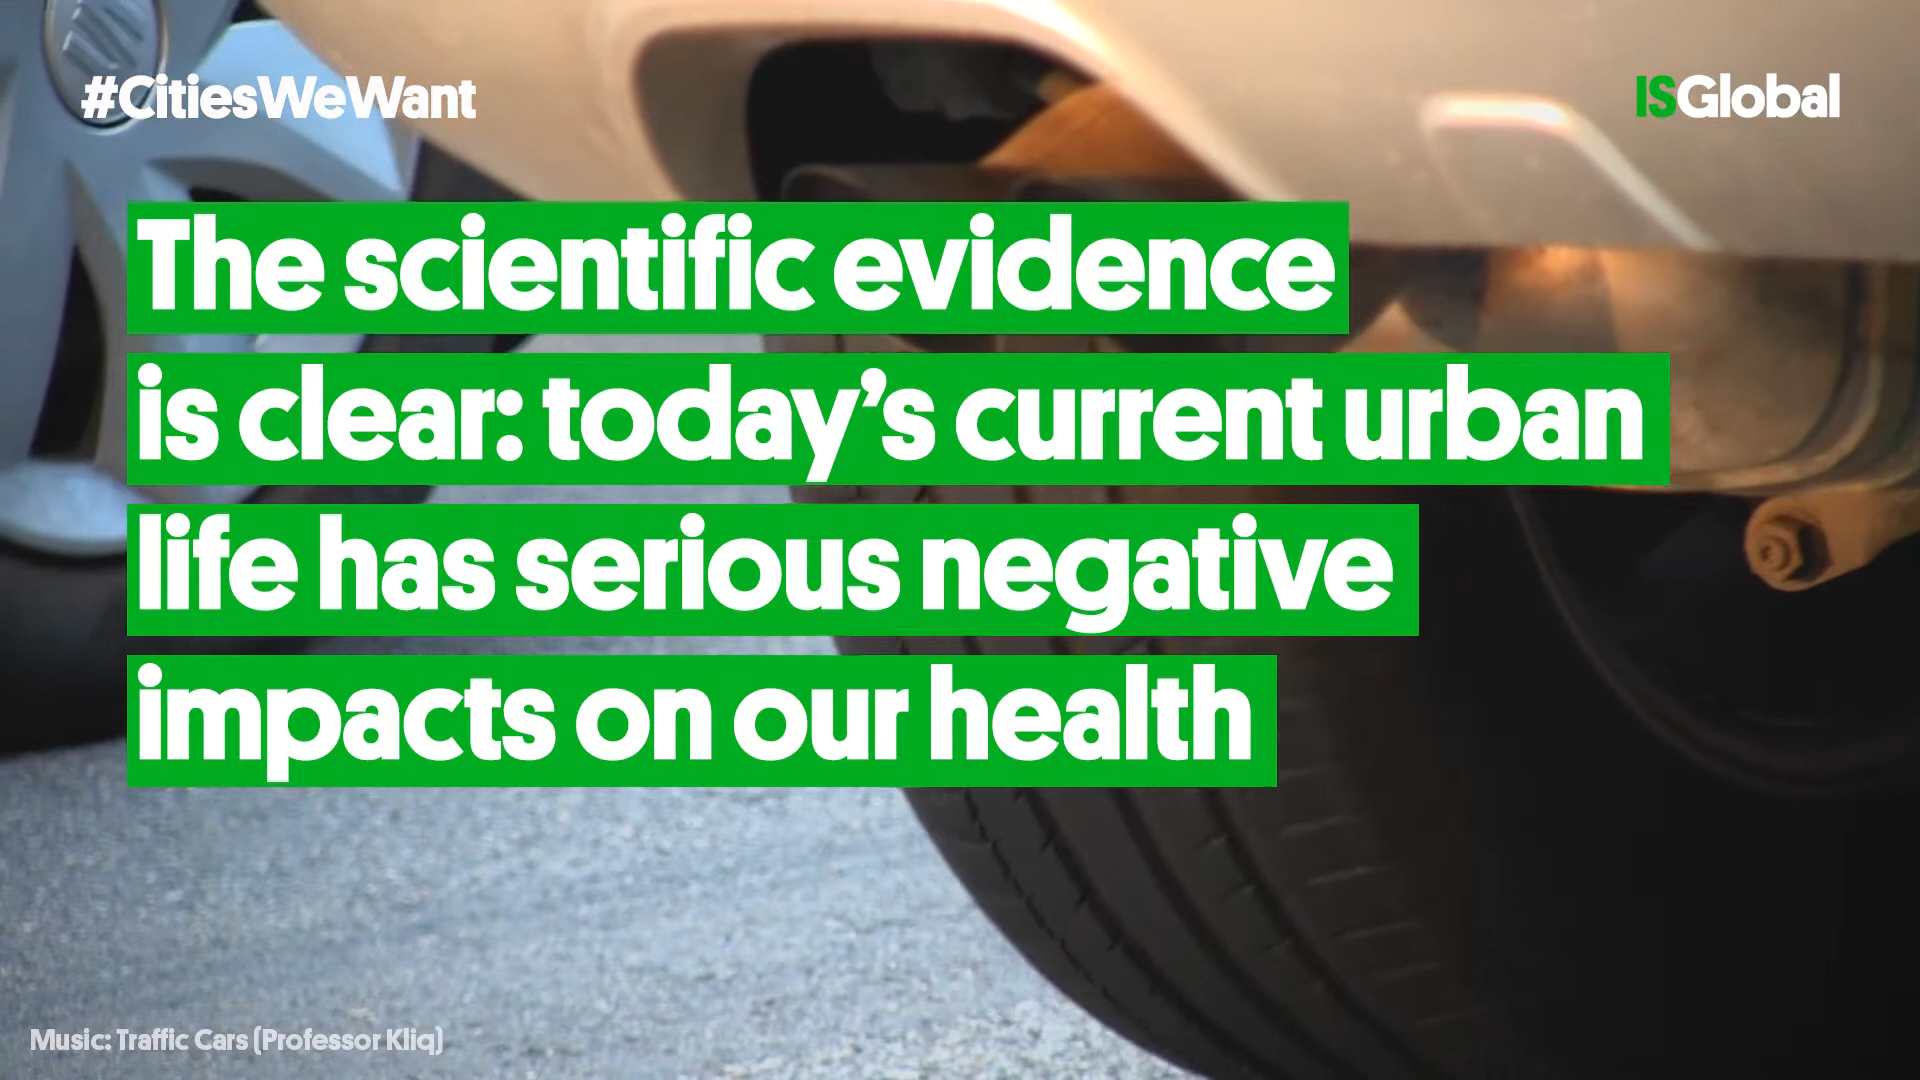 #CitiesWeWant
ISGlobal
The scientific evidence
is clear: today’s current urban
life has serious negative
impacts on our health
Music: Traffic Cars (Professor Kliq)